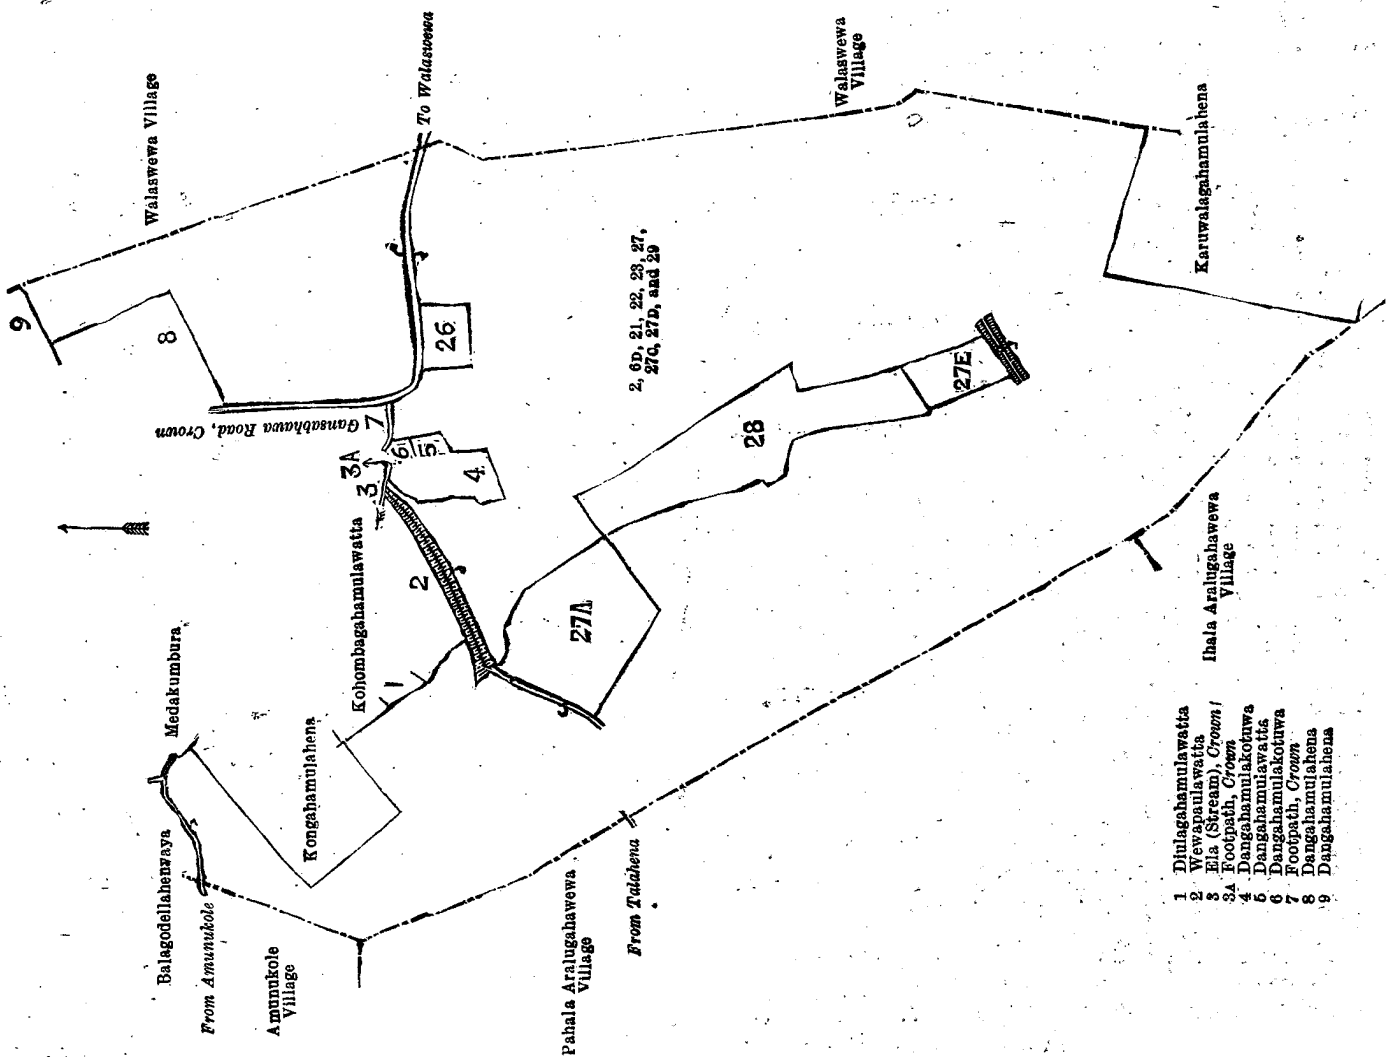 Walaswewa Village
9
8
To Walaswewa
Walaswewa
Village
Gansabhawa Road, Crown
26
7
3A
3
6
5
4
2, 6D, 21, 22, 23, 27,
27C, 27D, and 29
28
27E
Karuwalagahamulahena
Kohombagahamulawatta
2
1
27A
Medakumbura
Balagodellahenwaya
From Amunukole
Kongahamulahena
Amunukole
Village
Pahala Aralugahawewa
Village
From Talahena
Ihala Aralugahawewa
Village
1 Diulagahamulawatta
2 Wewapaulawatta
3 Ela (Stream), Crown
3A Footpath, Crown
4 Dangahamulakotuwa
5 Dangahamulawatta
6 Dangahamulakotuwa
7 Footpath, Crown
8 Dangahamulahena
9 Dangahamulahena